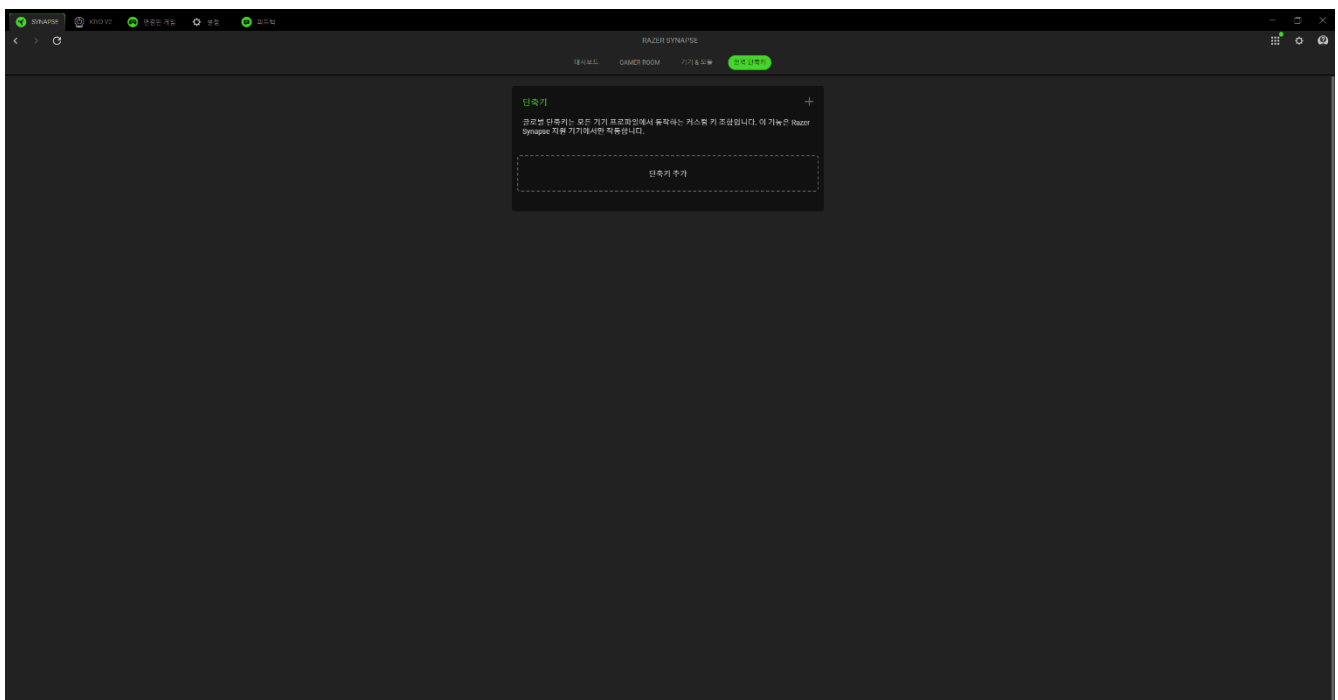 SYNAPSE KIYO V2 연결된 게임 설정 피드백
RAZER SYNAPSE
대시보드 GAMER ROOM 기기 & 모듈 전역 단축키
단축키
글로벌 단축키는 모든 기기 프로파일에서 동작하는 커스텀 키 조합입니다. 이 기능은 Razer
Synapse 지원 기기에서만 작동합니다.
단축키 추가